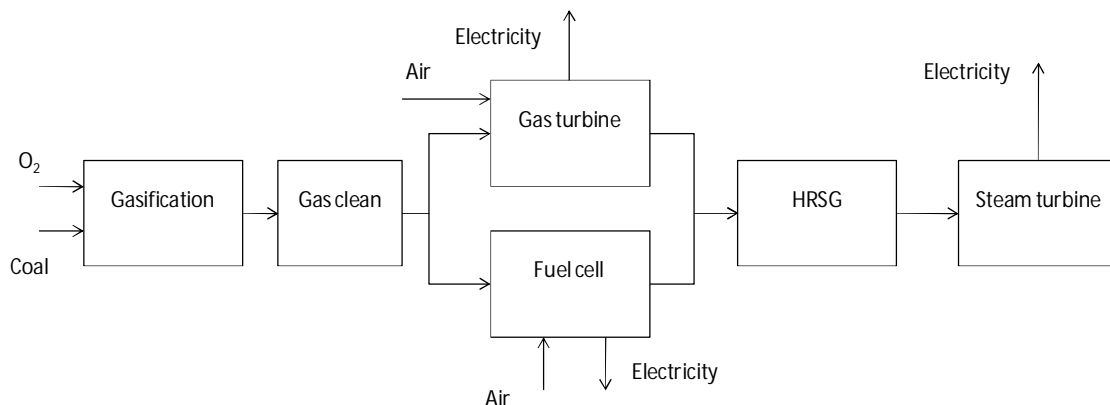 Electricity
Air
Electricity
Gas turbine
O₂
Gasification
Gas clean
HRSG
Steam turbine
Coal
Fuel cell
Electricity
Air